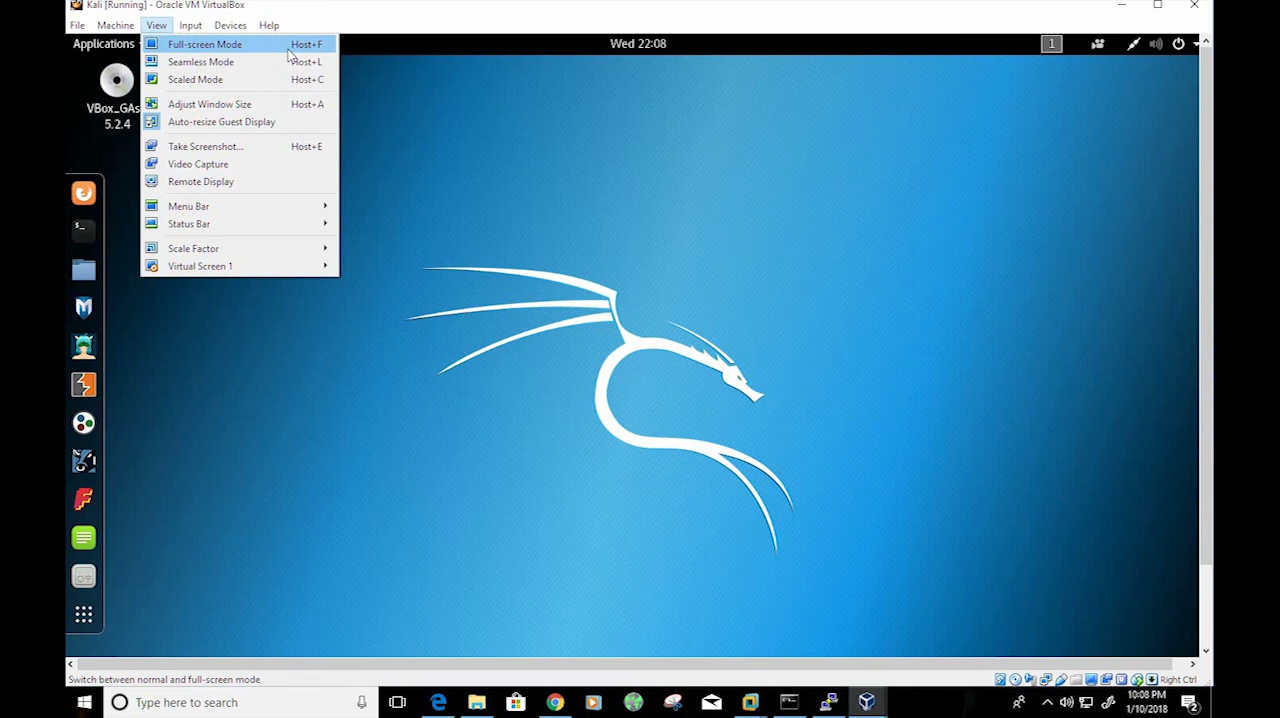 Kali [Running] - Oracle VM VirtualBox
File Machine View Input Devices Help
Applications
Wed 22:08
1
Full-screen Mode Host+F
Seamless Mode Host+L
Scaled Mode Host+C
Adjust Window Size Host+A
Auto-resize Guest Display
Take Screenshot... Host+E
Video Capture
Remote Display
Menu Bar
Status Bar
Scale Factor
Virtual Screen 1
VBox_GAs
5.2.4
Switch between normal and full-screen mode
Right Ctrl
Type here to search
10:08 PM
1/10/2018
2